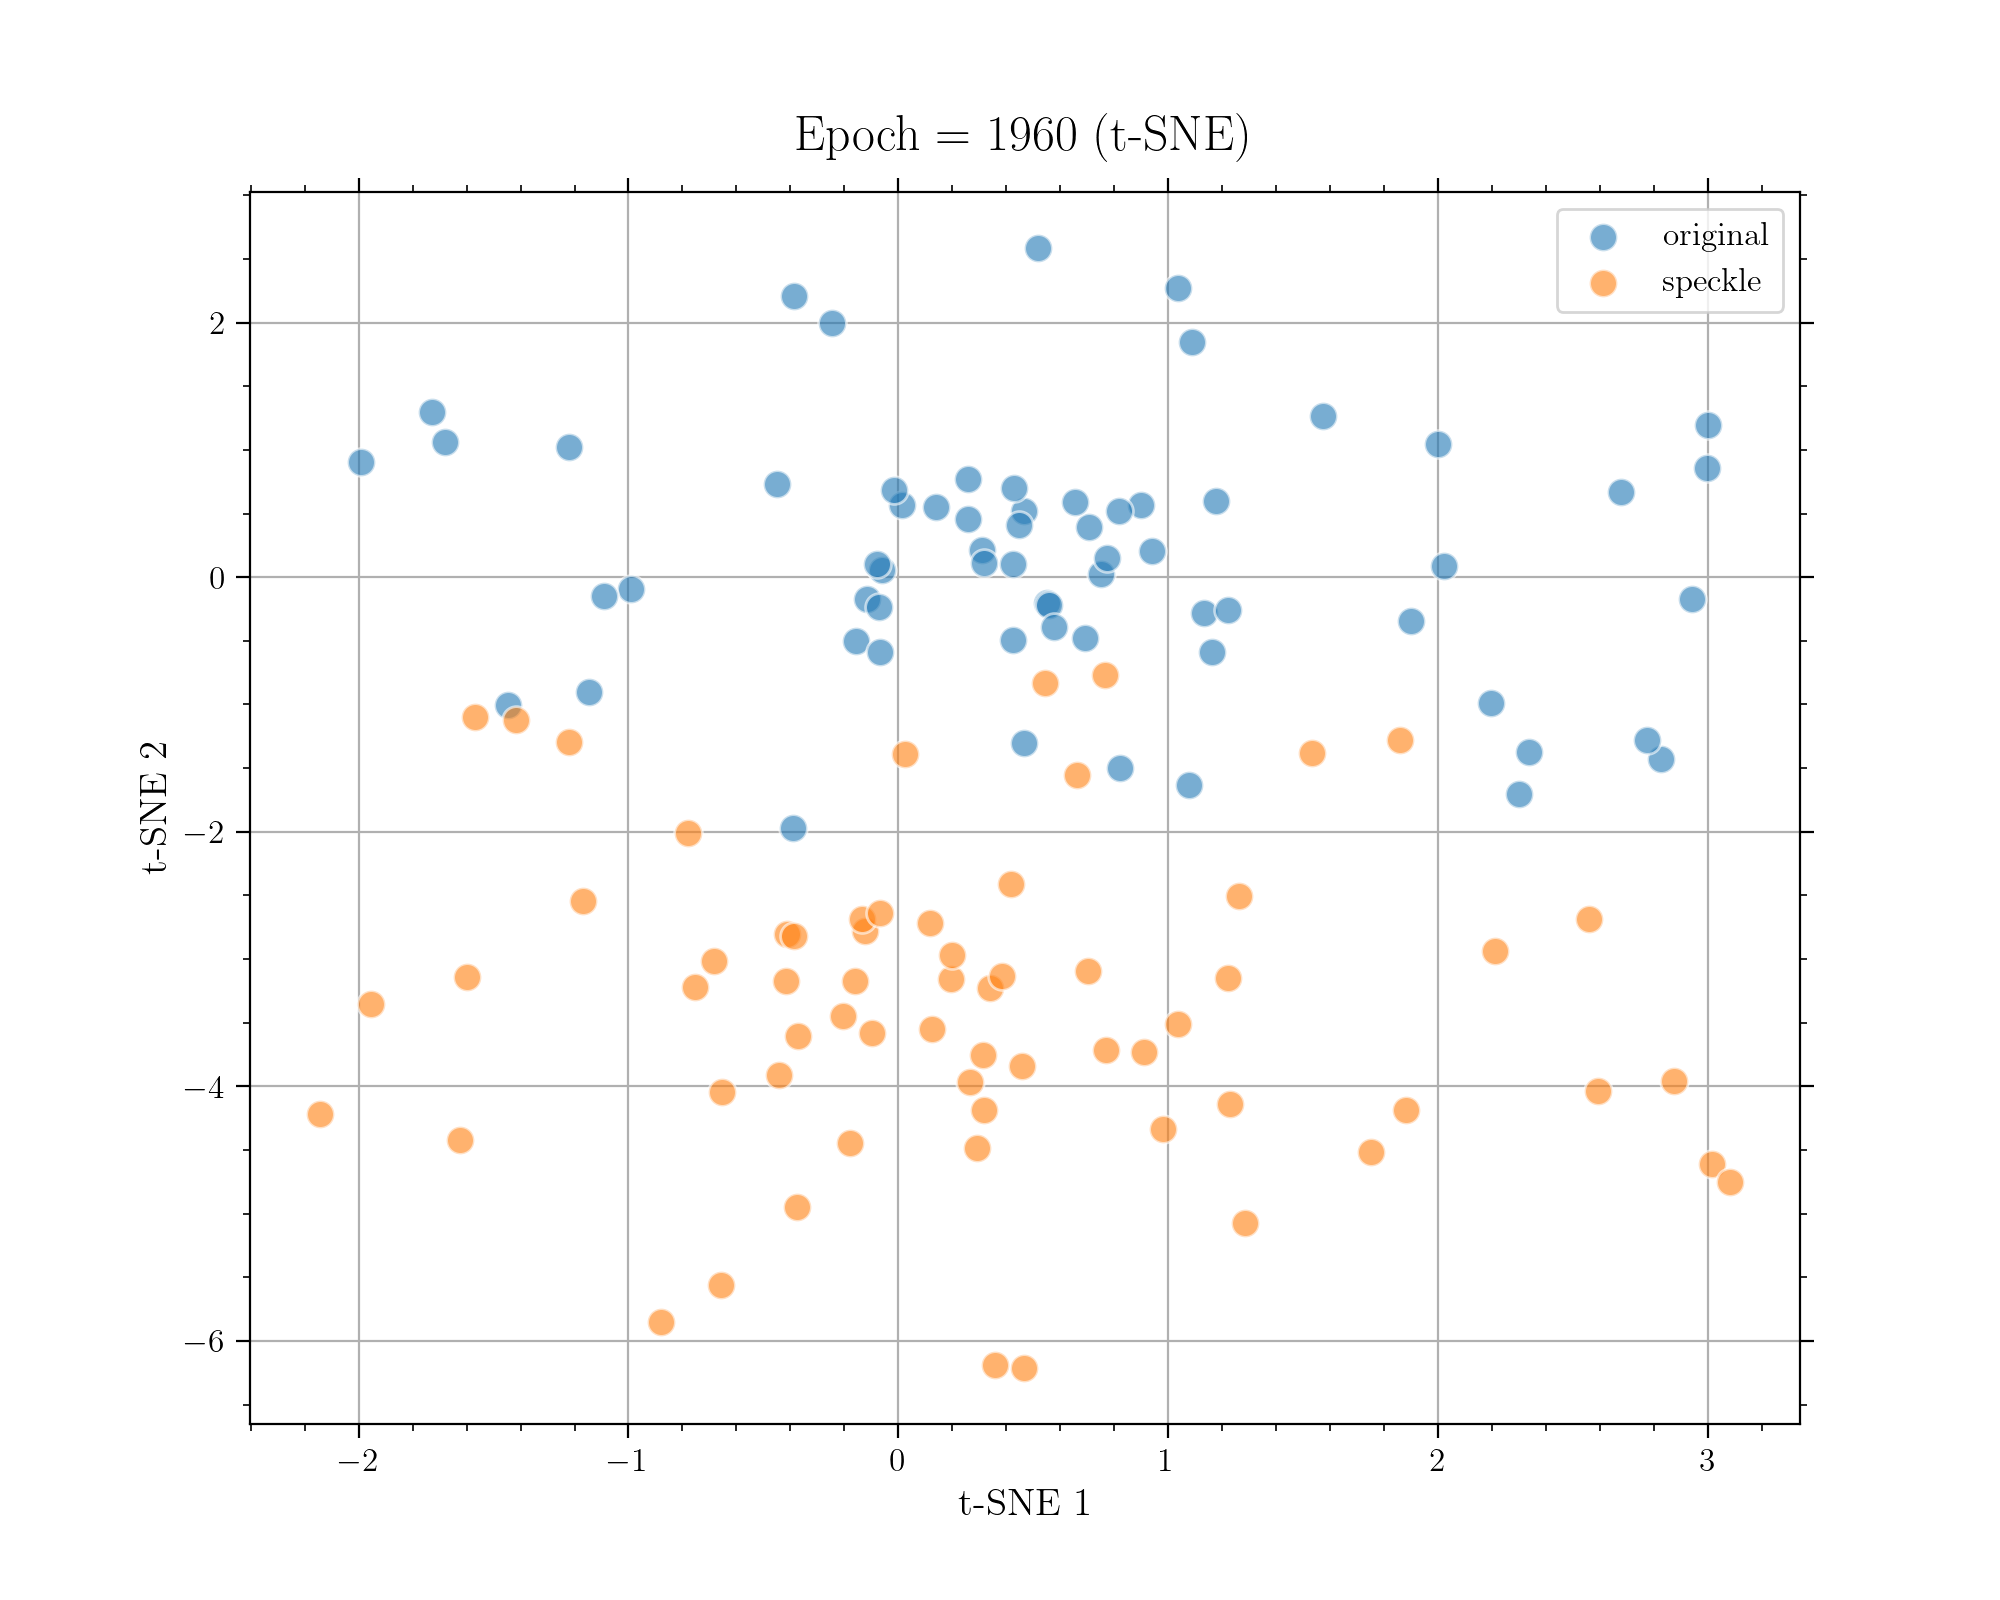 Epoch = 1960 (t-SNE)
original
speckle
2
0
−2
−4
−6
t-SNE 2
−2
−1
0
1
2
3
t-SNE 1